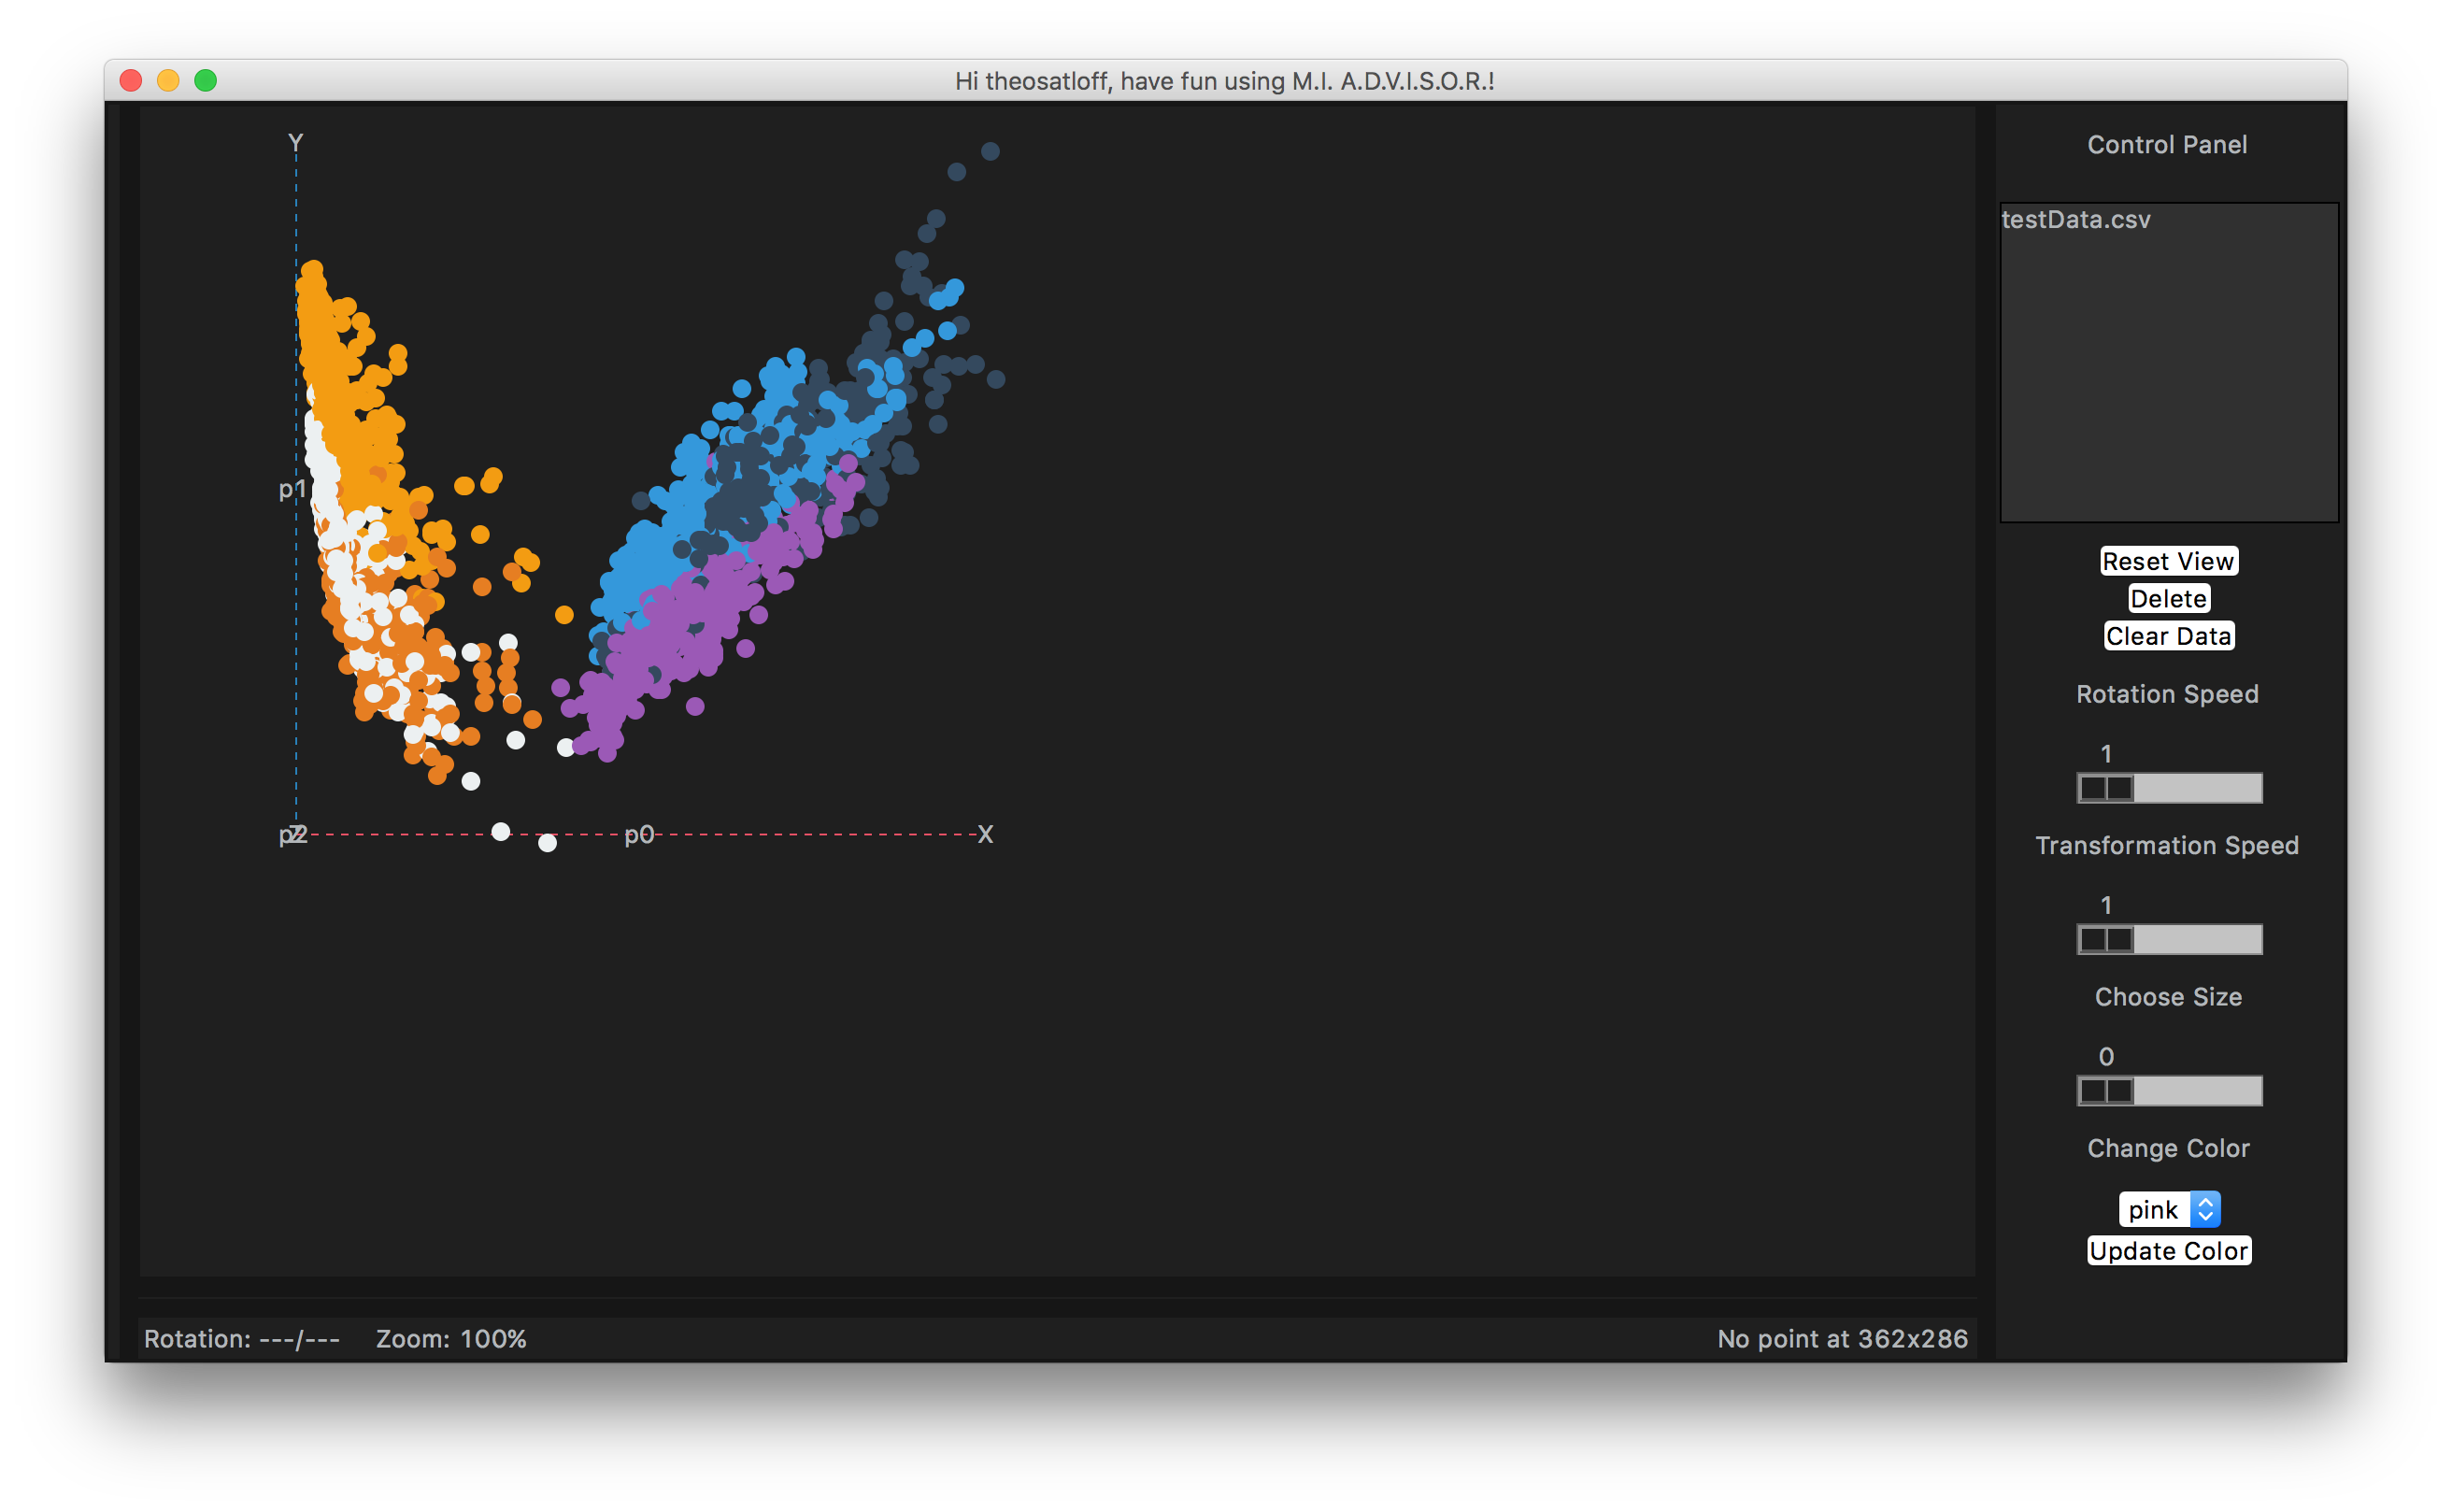 Hi theosatloff, have fun using M.I. A.D.V.I.S.O.R.!
Y
p1
p2
Z
p0
X
Control Panel
testData.csv
Reset View
Delete
Clear Data
Rotation Speed
1
Transformation Speed
1
Choose Size
0
Change Color
pink
Update Color
Rotation: ---/--- Zoom: 100%
No point at 362x286